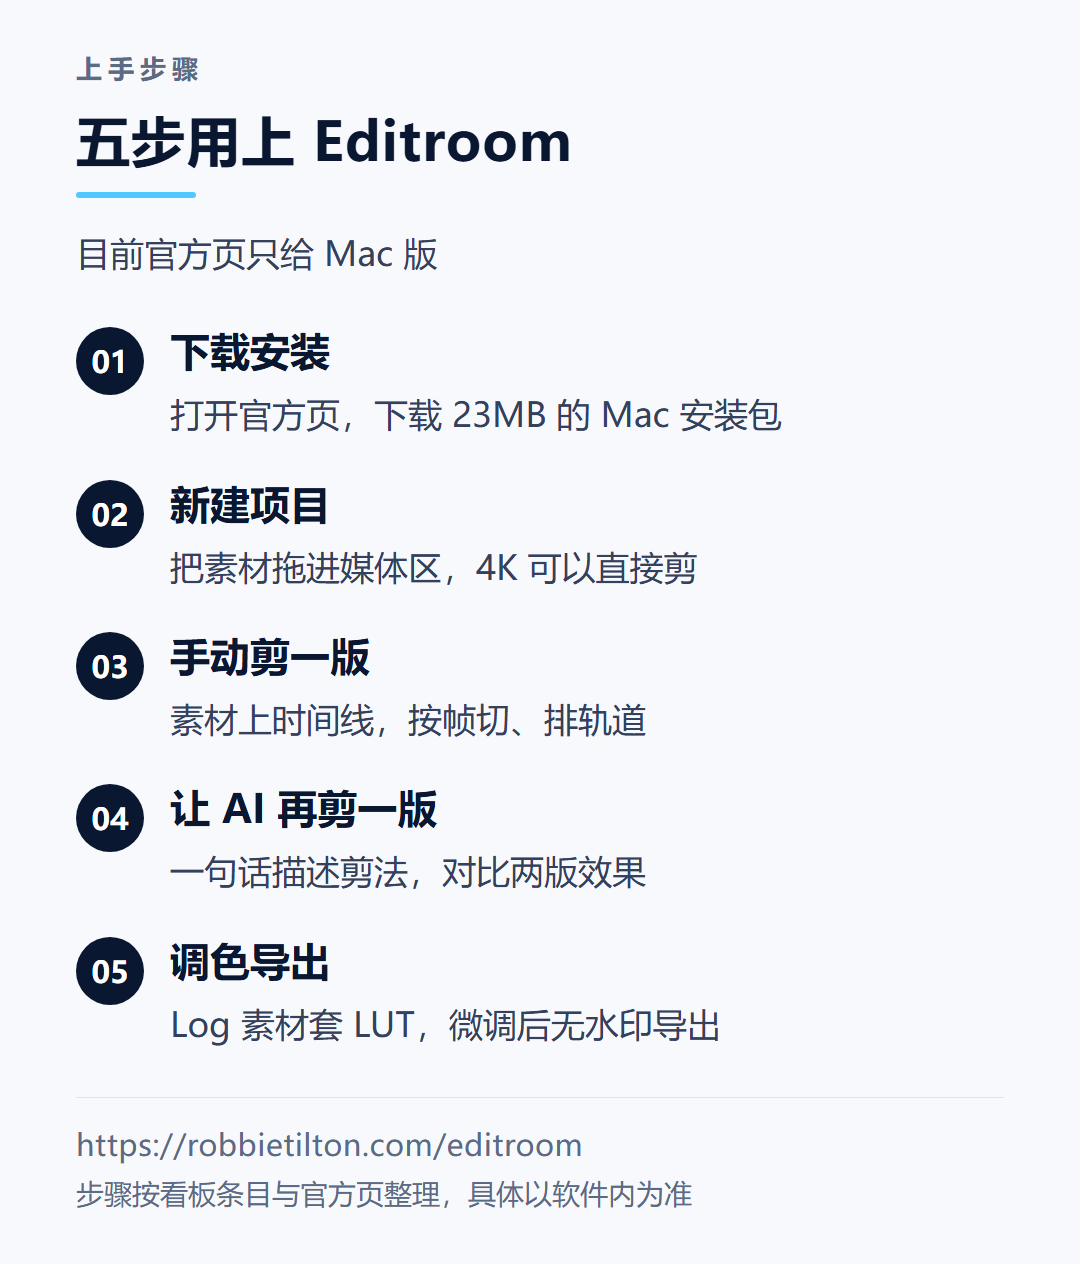 上手步骤
五步用上 Editroom
目前官方页只给 Mac 版
01
下载安装
打开官方页，下载 23MB 的 Mac 安装包
02
新建项目
把素材拖进媒体区，4K 可以直接剪
03
手动剪一版
素材上时间线，按帧切、排轨道
04
让 AI 再剪一版
一句话描述剪法，对比两版效果
05
调色导出
Log 素材套 LUT，微调后无水印导出
https://robbietilton.com/editroom
步骤按看板条目与官方页整理，具体以软件内为准